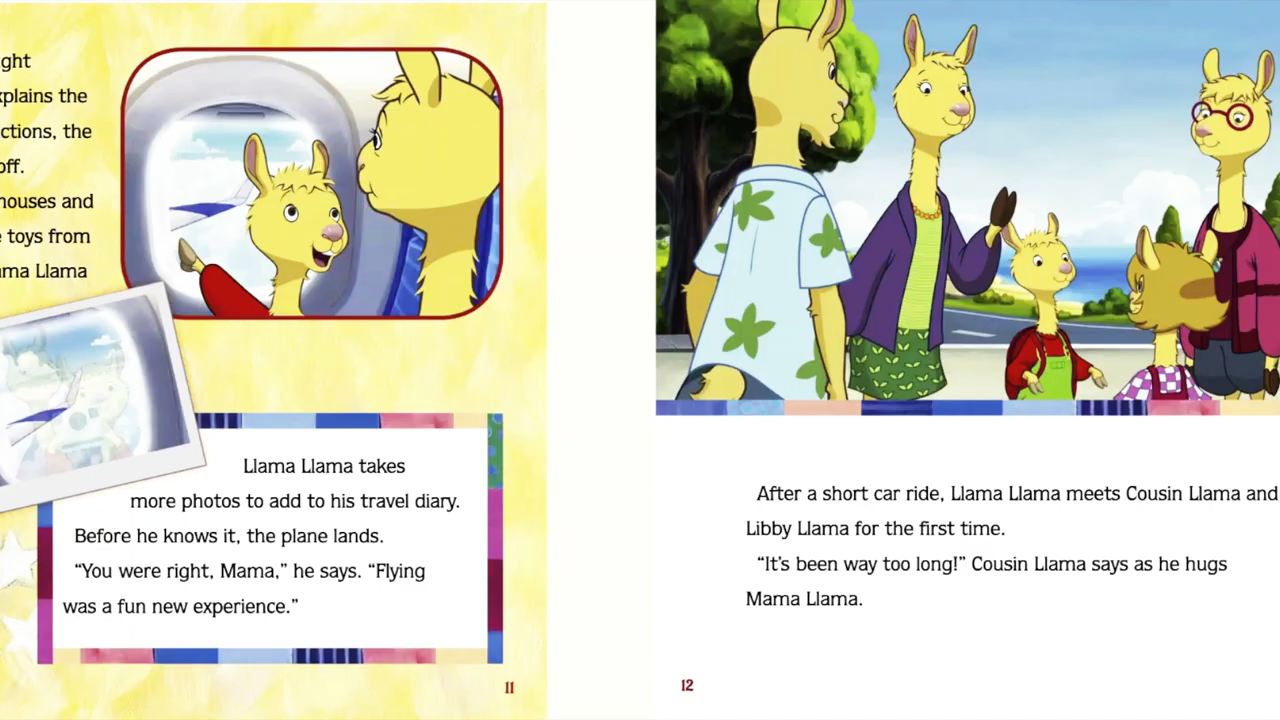 ght
xplains the
ctions, the
off.
houses and
e toys from
ama Llama
Llama Llama takes
more photos to add to his travel diary.
Before he knows it, the plane lands.
“You were right, Mama,” he says. “Flying
was a fun new experience.”
11
After a short car ride, Llama Llama meets Cousin Llama and
Libby Llama for the first time.
“It’s been way too long!” Cousin Llama says as he hugs
Mama Llama.
12